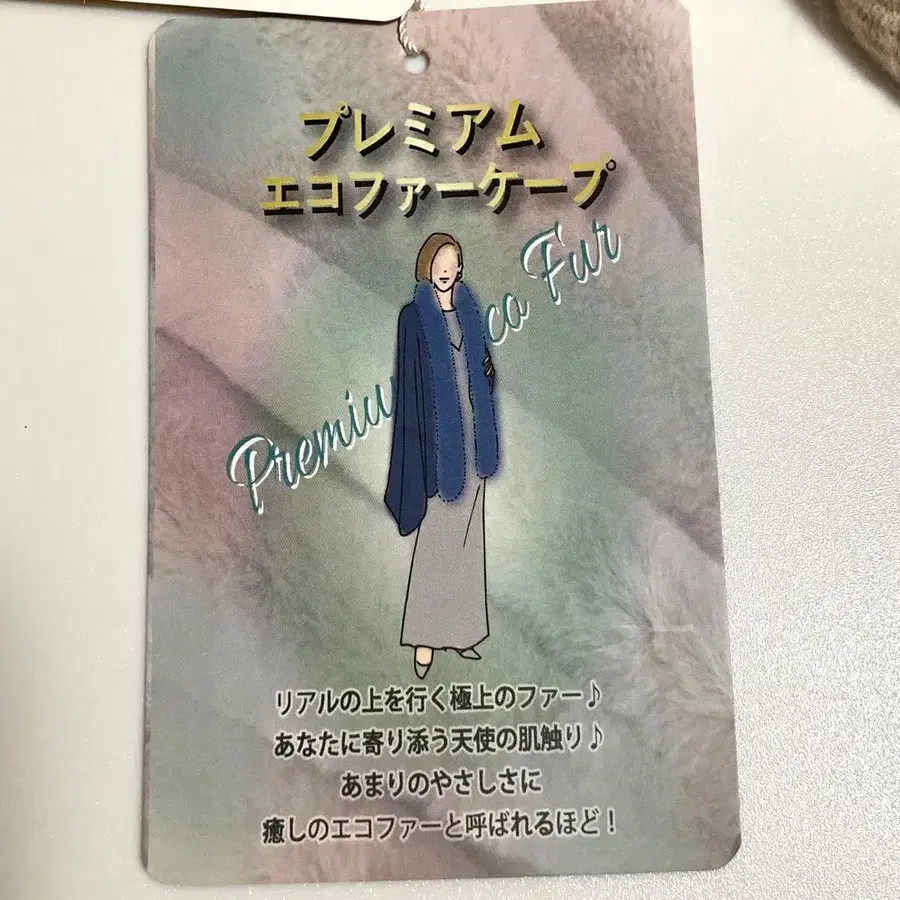 プレミアム
エコファーケープ
Premiu co Fur
リアルの上を行く極上のファー♪
あなたに寄り添う天使の肌触り♪
あまりのやさしさに
癒しのエコファーと呼ばれるほど！